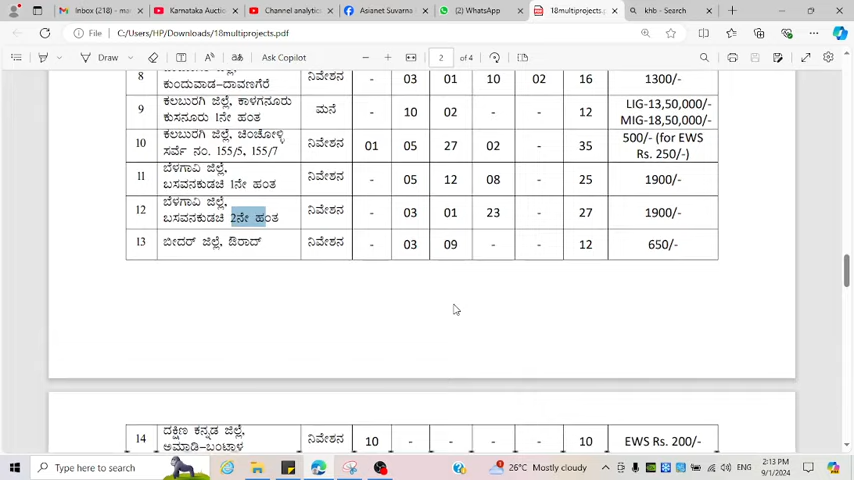 Inbox (218) - ma
Karnataka Auction
Channel analytics
Asianet Suvarna
(2) WhatsApp
18multiprojects.pdf
khb - Search
File C:/Users/HP/Downloads/18multiprojects.pdf
Draw
Ask Copilot
2 of 4
8 ಕುಂದುವಾಡ-ದಾವಣಗೆರೆ ನಿವೇಶನ - 03 01 10 02 16 1300/-
9 ಕಲಬುರಗಿ ಜಿಲ್ಲೆ, ಕಾಳಗನೂರು
ಕುಸನೂರು 1ನೇ ಹಂತ ಮನೆ - 10 02 - - 12 LIG-13,50,000/-
MIG-18,50,000/-
10 ಕಲಬುರಗಿ ಜಿಲ್ಲೆ, ಚಿಂಚೋಳ್ಳಿ
ಸರ್ವೆ ನಂ. 155/5, 155/7 ನಿವೇಶನ 01 05 27 02 - 35 500/- (for EWS
Rs. 250/-)
11 ಬೆಳಗಾವಿ ಜಿಲ್ಲೆ,
ಬಸವನಕುಡಚಿ 1ನೇ ಹಂತ ನಿವೇಶನ - 05 12 08 - 25 1900/-
12 ಬೆಳಗಾವಿ ಜಿಲ್ಲೆ,
ಬಸವನಕುಡಚಿ 2ನೇ ಹಂತ ನಿವೇಶನ - 03 01 23 - 27 1900/-
13 ಬೀದರ್ ಜಿಲ್ಲೆ, ಔರಾದ್ ನಿವೇಶನ - 03 09 - - 12 650/-
14 ದಕ್ಷಿಣ ಕನ್ನಡ ಜಿಲ್ಲೆ,
ಅಮ್ಟಾಡಿ-ಬಂಟ್ವಾಳ ನಿವೇಶನ 10 - - - - 10 EWS Rs. 200/-
Type here to search
26°C Mostly cloudy
ENG
2:13 PM
9/1/2024